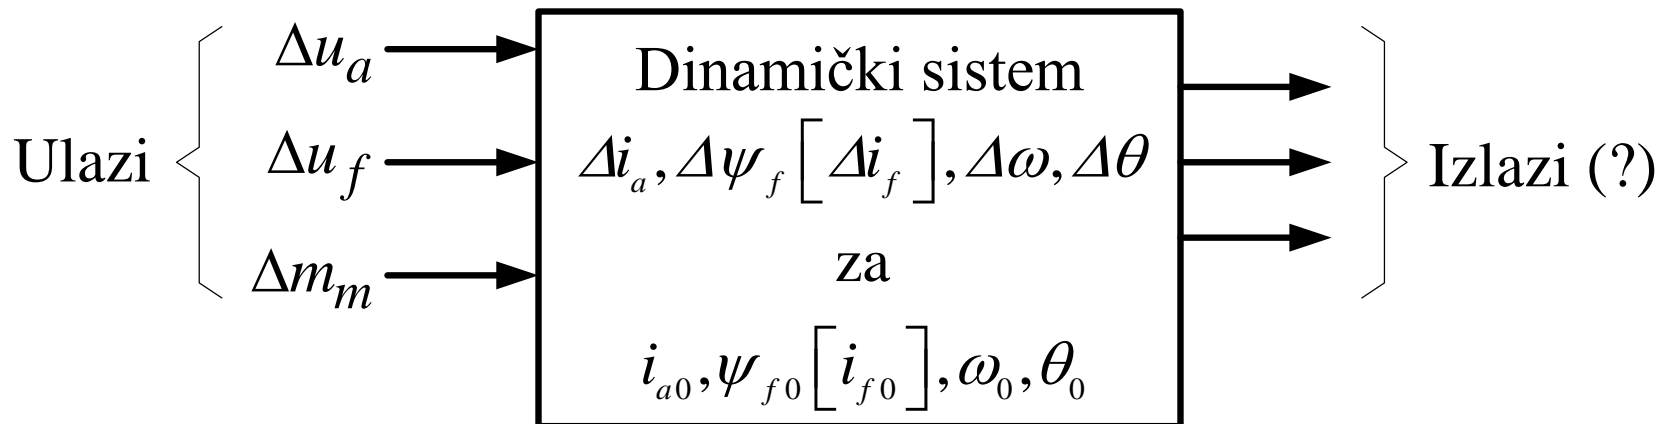 Ulazi
Δu_a
Δu_f
Δm_m
Dinamički sistem
Δi_a, Δψ_f [Δi_f], Δω, Δθ
za
i_a0, ψ_f0 [i_f0], ω_0, θ_0
Izlazi (?)